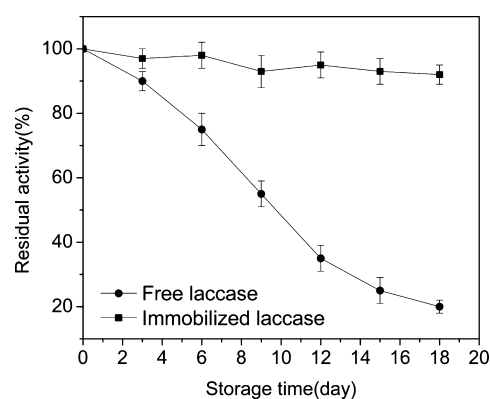 100
80
60
40
20
Residual activity(%)
Free laccase
Immobilized laccase
0 2 4 6 8 10 12 14 16 18 20
Storage time(day)